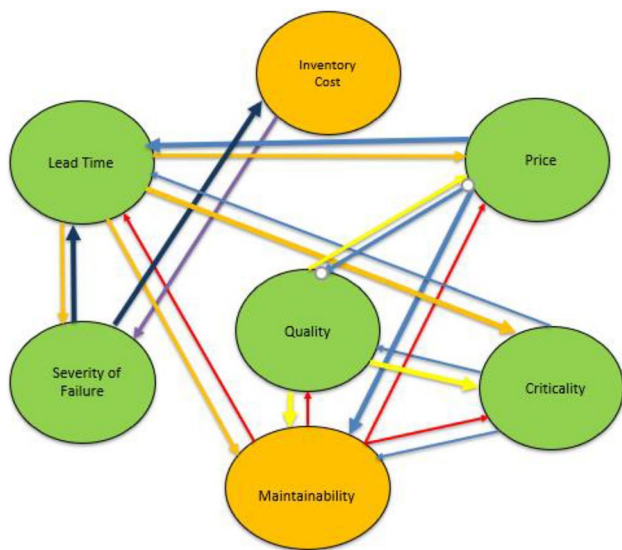 Inventory
Cost
Lead Time
Price
Quality
Severity of
Failure
Criticality
Maintainability